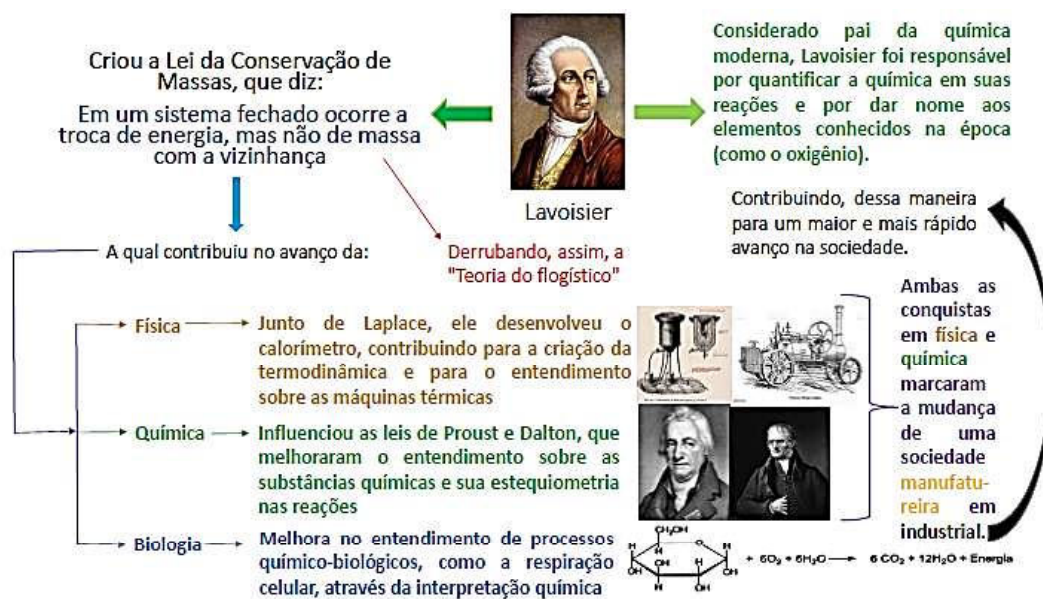 Criou a Lei da Conservação de
Massas, que diz:
Em um sistema fechado ocorre a
troca de energia, mas não de massa
com a vizinhança
Lavoisier
Considerado pai da química
moderna, Lavoisier foi responsável
por quantificar a química em suas
reações e por dar nome aos
elementos conhecidos na época
(como o oxigênio).
Contribuindo, dessa maneira
para um maior e mais rápido
avanço na sociedade.
A qual contribuiu no avanço da:
Derrubando, assim, a
"Teoria do flogístico"
Física
Junto de Laplace, ele desenvolveu o
calorímetro, contribuindo para a criação da
termodinâmica e para o entendimento
sobre as máquinas térmicas
Química
Influenciou as leis de Proust e Dalton, que
melhoraram o entendimento sobre as
substâncias químicas e sua estequiometria
nas reações
Biologia
Melhora no entendimento de processos
químico-biológicos, como a respiração
celular, através da interpretação química
Ambas as
conquistas
em física e
química
marcaram
a mudança
de uma
sociedade
manufatu-
reira em
industrial.
CH₂OH
H O H
H
OH H
OH OH
H OH
+ 6O₂ + 6H₂O → 6 CO₂ + 12H₂O + Energia